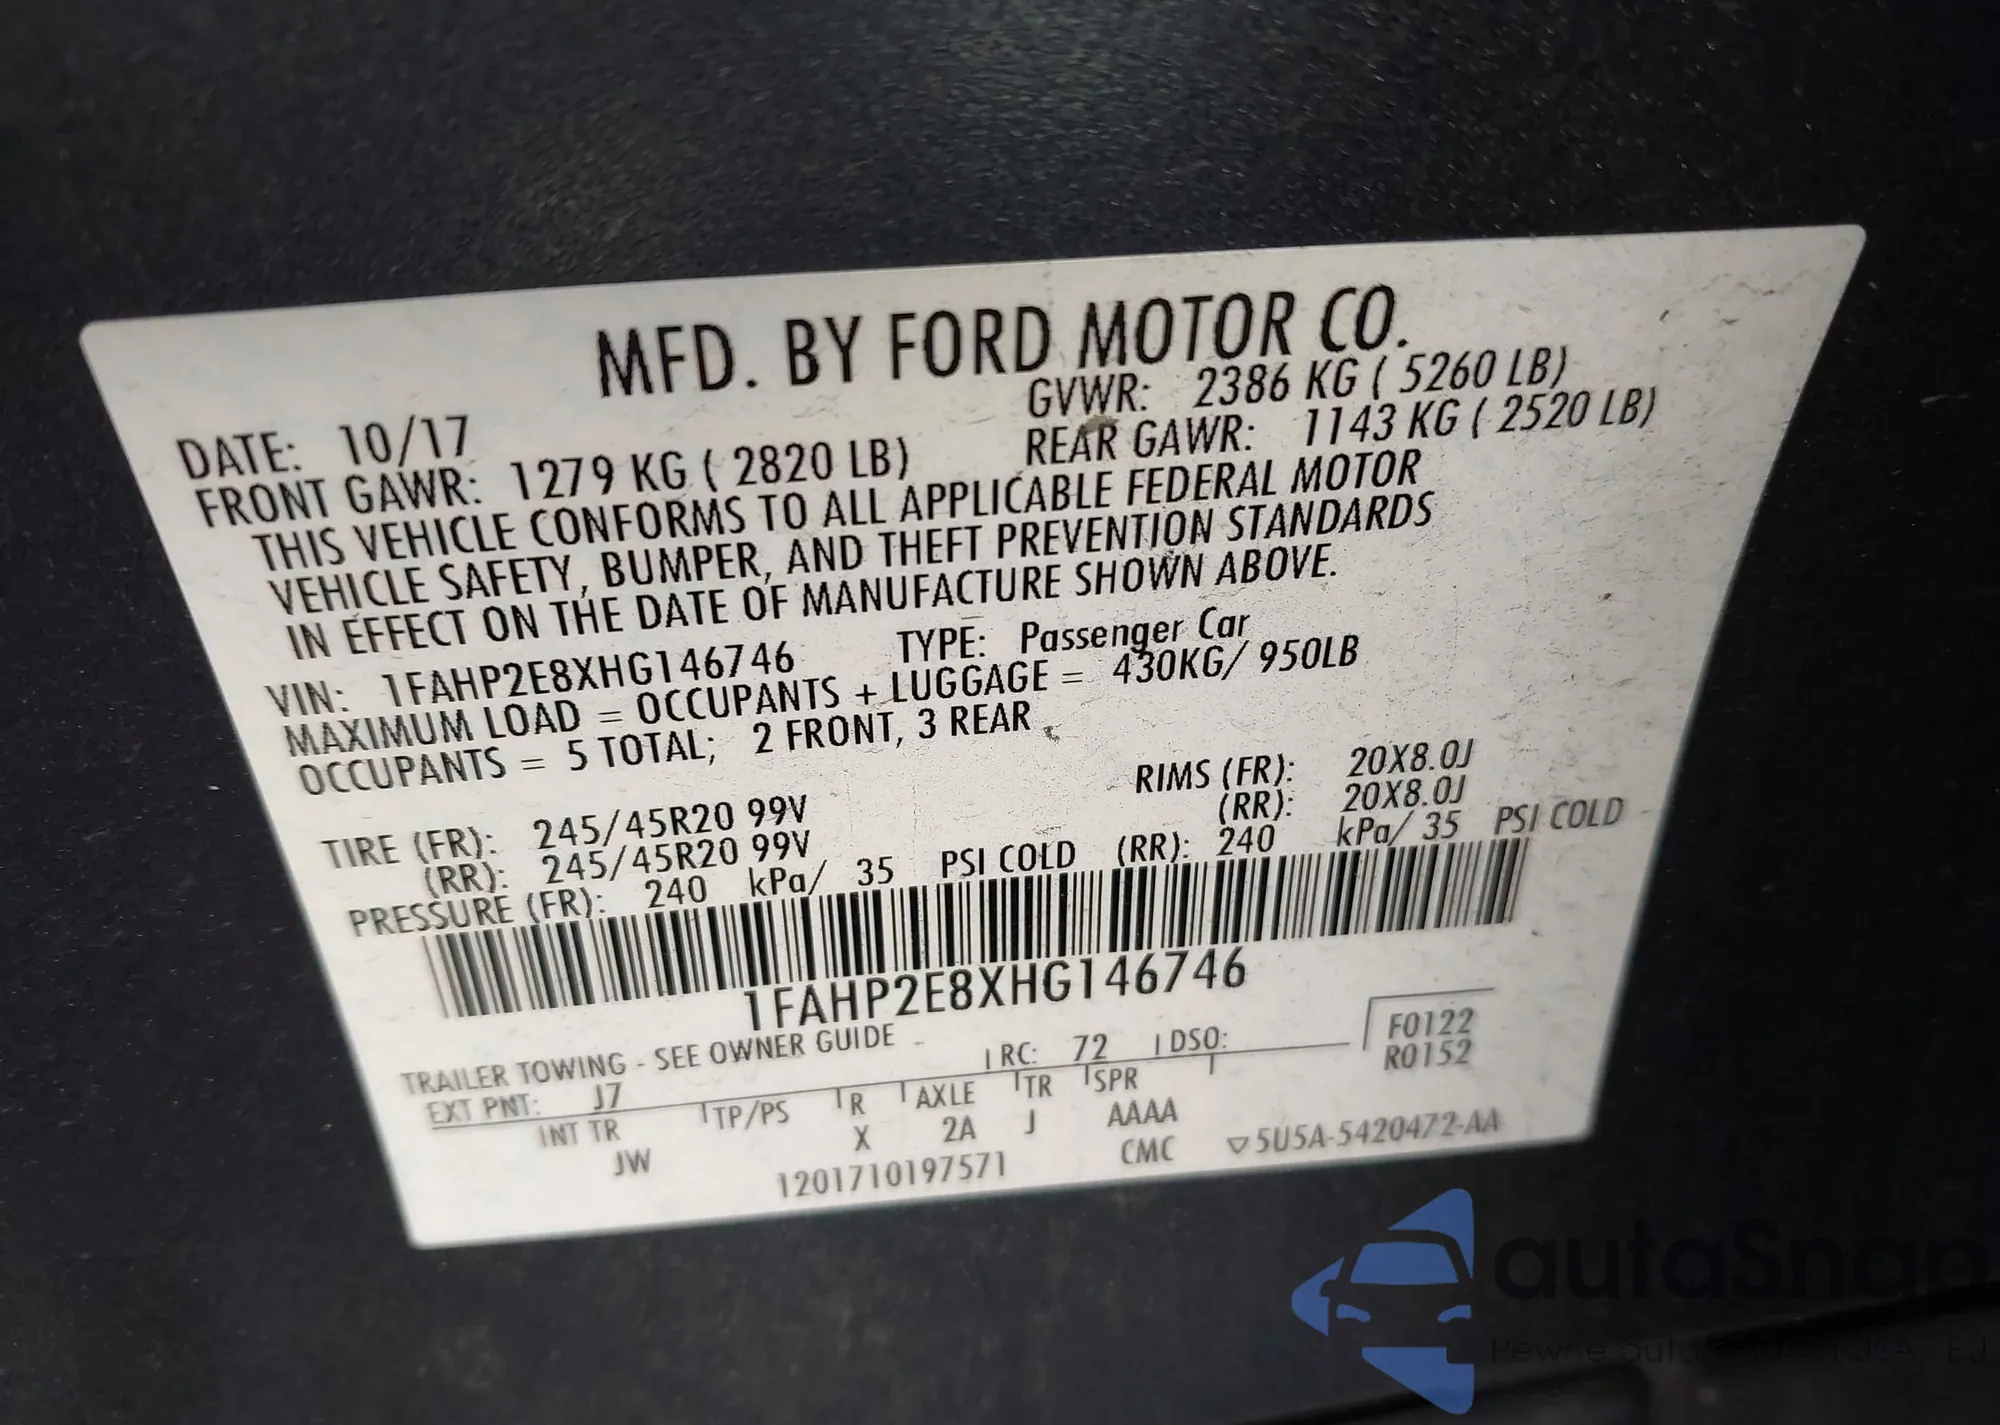 MFD. BY FORD MOTOR CO.
DATE: 10/17 GVWR: 2386 KG ( 5260 LB)
FRONT GAWR: 1279 KG ( 2820 LB) REAR GAWR: 1143 KG ( 2520 LB)
THIS VEHICLE CONFORMS TO ALL APPLICABLE FEDERAL MOTOR
VEHICLE SAFETY, BUMPER, AND THEFT PREVENTION STANDARDS
IN EFFECT ON THE DATE OF MANUFACTURE SHOWN ABOVE.
VIN: 1FAHP2E8XHG146746 TYPE: Passenger Car
MAXIMUM LOAD = OCCUPANTS + LUGGAGE = 430KG/ 950LB
OCCUPANTS = 5 TOTAL; 2 FRONT, 3 REAR
TIRE (FR): 245/45R20 99V RIMS (FR): 20X8.0J
(RR): 245/45R20 99V (RR): 20X8.0J
PRESSURE (FR): 240 kPa/ 35 PSI COLD (RR): 240 kPa/ 35 PSI COLD
1FAHP2E8XHG146746
TRAILER TOWING - SEE OWNER GUIDE -
EXT PNT: J7 RC: 72 DSO: F0122
R0152
INT TR TP/PS R AXLE TR SPR
JW X 2A J AAAA
1201710197571 CMC ▽5U5A-5420472-AA
autaSnap
Pewne auta